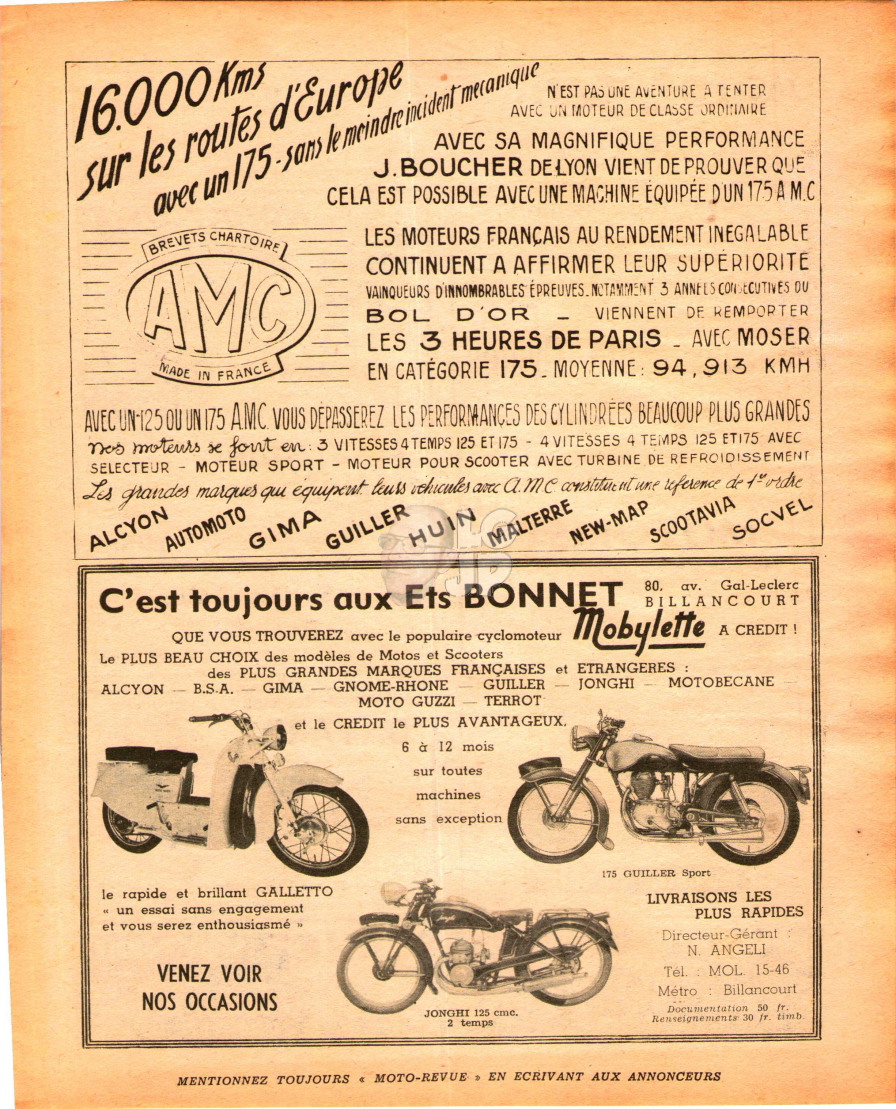 16.000 Kms
sur les routes d'Europe
avec un 175 - sans le moindre incident mecanique
N'EST PAS UNE AVENTURE A TENTER
AVEC UN MOTEUR DE CLASSE ORDINAIRE
AVEC SA MAGNIFIQUE PERFORMANCE
J. BOUCHER DE LYON VIENT DE PROUVER QUE
CELA EST POSSIBLE AVEC UNE MACHINE ÉQUIPÉE D'UN 175 A M C
BREVETS CHARTOIRE
AMC
MADE IN FRANCE
LES MOTEURS FRANÇAIS AU RENDEMENT INEGALABLE
CONTINUENT A AFFIRMER LEUR SUPÉRIORITÉ
VAINQUEURS D'INNOMBRABLES ÉPREUVES. NOTAMMENT 3 ANNÉES CONSÉCUTIVES DU
BOL D'OR _ VIENNENT DE REMPORTER
LES 3 HEURES DE PARIS _ AVEC MOSER
EN CATÉGORIE 175. MOYENNE : 94,913 KMH
AVEC UN 125 OU UN 175 A.M.C. VOUS DÉPASSEREZ LES PERFORMANCES DES CYLINDRÉES BEAUCOUP PLUS GRANDES
Nos moteurs se font en : 3 VITESSES 4 TEMPS 125 ET 175 - 4 VITESSES 4 TEMPS 125 ET 175 AVEC
SELECTEUR - MOTEUR SPORT - MOTEUR POUR SCOOTER AVEC TURBINE DE REFROIDISSEMENT
Les grandes marques qui équipent leurs véhicules avec A.M.C constituent une référence de 1er ordre
ALCYON AUTOMOTO GIMA GUILLER HUIN MALTERRE NEW-MAP SCOOTAVIA SOCVEL
C'est toujours aux Ets BONNET
80, av. Gal-Leclerc
BILLANCOURT
QUE VOUS TROUVEREZ avec le populaire cyclomoteur Mobylette A CREDIT !
Le PLUS BEAU CHOIX des modèles de Motos et Scooters
des PLUS GRANDES MARQUES FRANÇAISES et ETRANGERES :
ALCYON — B.S.A. — GIMA — GNOME-RHONE — GUILLER — JONGHI — MOTOBECANE —
MOTO GUZZI — TERROT
et le CREDIT le PLUS AVANTAGEUX.
6 à 12 mois
sur toutes
machines
sans exception
175 GUILLER Sport
le rapide et brillant GALLETTO
« un essai sans engagement
et vous serez enthousiasmé »
VENEZ VOIR
NOS OCCASIONS
JONGHI 125 cmc.
2 temps
LIVRAISONS LES
PLUS RAPIDES
Directeur-Gérant :
N. ANGELI
Tél. : MOL. 15-46
Métro : Billancourt
Documentation 50 fr.
Renseignements 30 fr. timb.
MENTIONNEZ TOUJOURS « MOTO-REVUE » EN ECRIVANT AUX ANNONCEURS